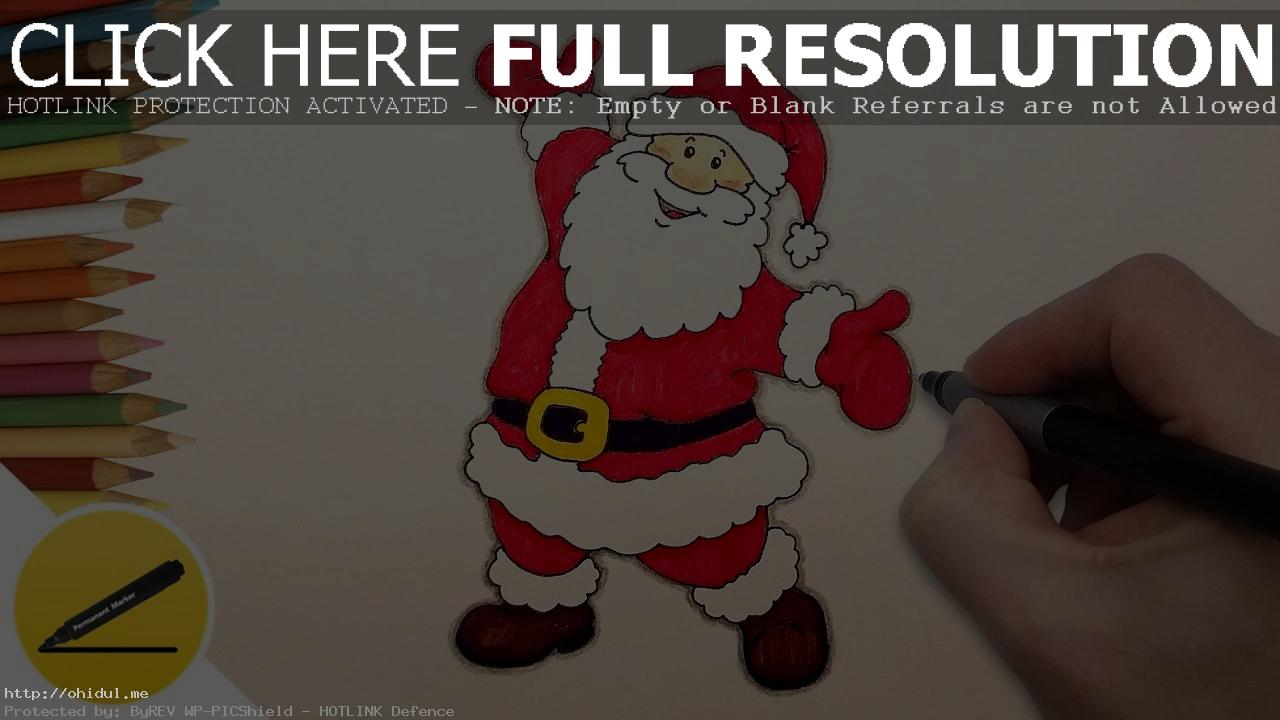 CLICK HERE FULL RESOLUTION
HOTLINK PROTECTION ACTIVATED – NOTE: Empty or Blank Referrals are not Allowed
Permanent Marker
http://ohidul.me
Protected by: ByREV WP-PICShield – HOTLINK Defence